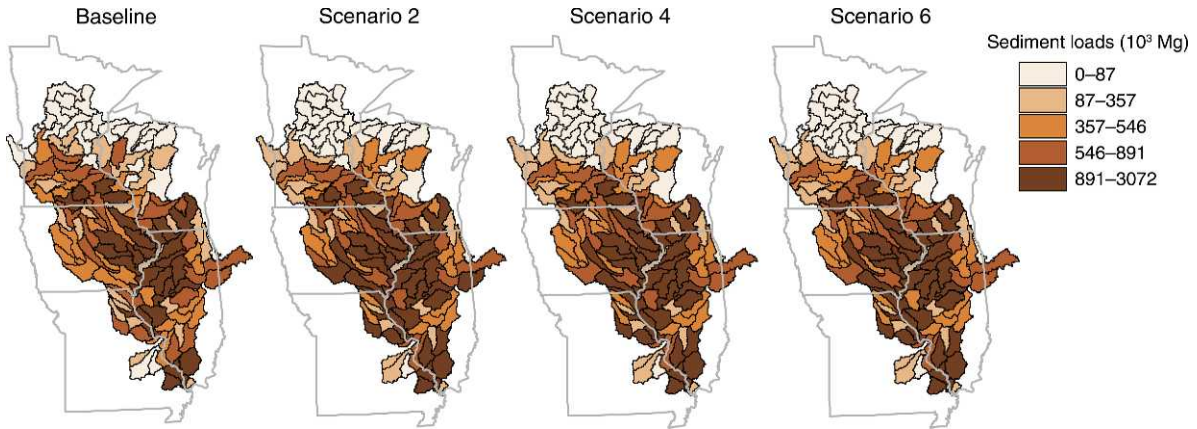 Baseline
Scenario 2
Scenario 4
Scenario 6
Sediment loads (10³ Mg)
0–87
87–357
357–546
546–891
891–3072